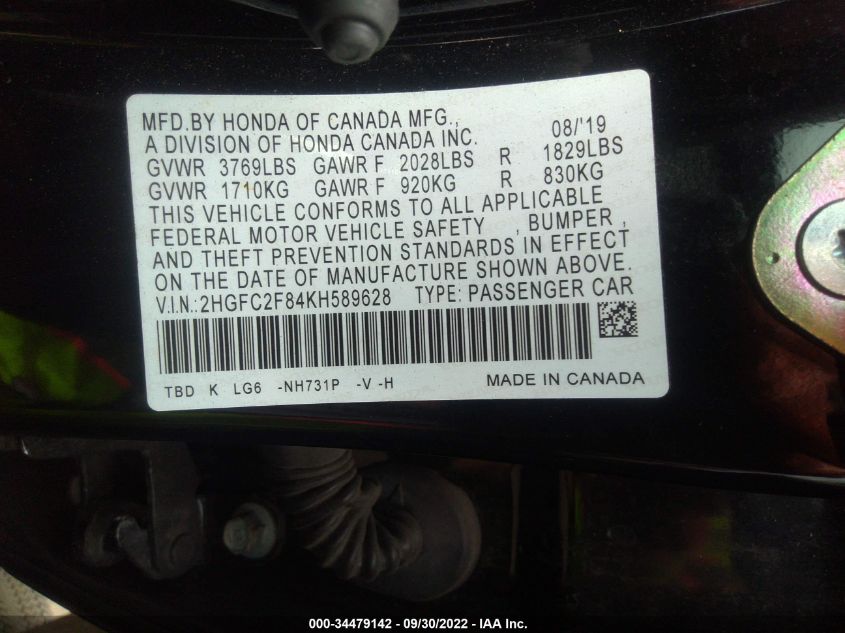 MFD.BY HONDA OF CANADA MFG.,
A DIVISION OF HONDA CANADA INC. 08/'19
GVWR 3769LBS GAWR F 2028LBS R 1829LBS
GVWR 1710KG GAWR F 920KG R 830KG
THIS VEHICLE CONFORMS TO ALL APPLICABLE
FEDERAL MOTOR VEHICLE SAFETY , BUMPER ,
AND THEFT PREVENTION STANDARDS IN EFFECT
ON THE DATE OF MANUFACTURE SHOWN ABOVE.
V.I.N.:2HGFC2F84KH589628 TYPE: PASSENGER CAR
TBD K LG6 -NH731P -V -H MADE IN CANADA
000-34479142 - 09/30/2022 - IAA Inc.